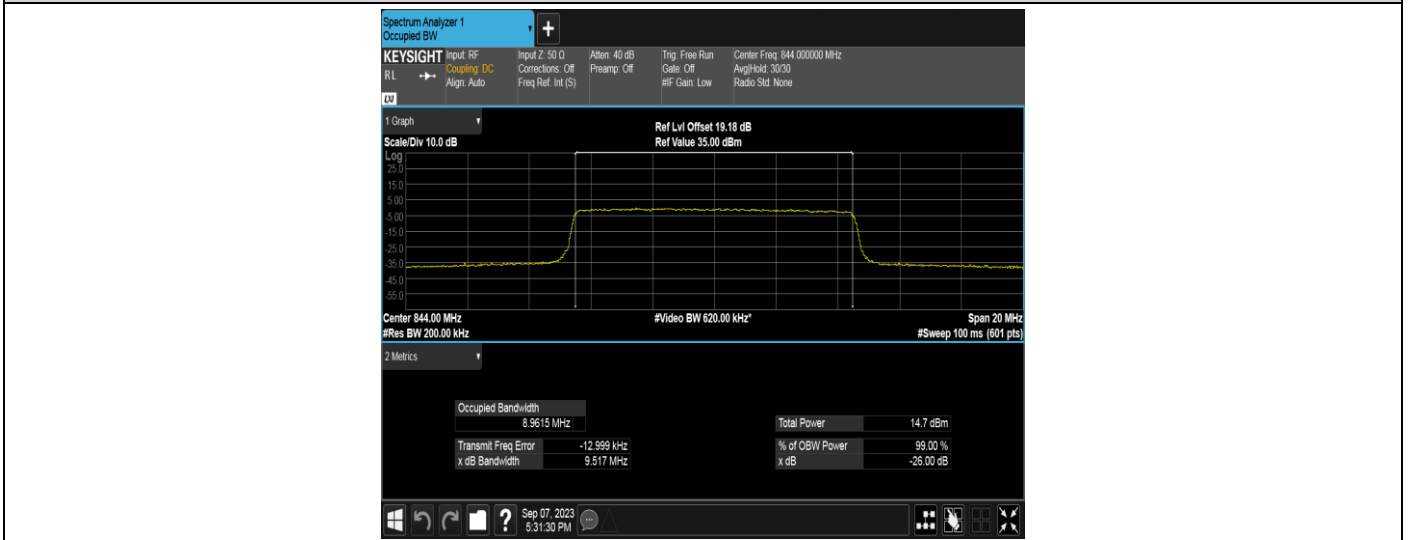 Spectrum Analyzer 1
Occupied BW
+
KEYSIGHT
RL
LXI
Input: RF
Coupling: DC
Align: Auto
Input Z: 50 Ω
Corrections: Off
Freq Ref: Int (S)
Atten: 40 dB
Preamp: Off
Trig: Free Run
Gate: Off
#IF Gain: Low
Center Freq: 844.000000 MHz
Avg|Hold: 30/30
Radio Std: None
1 Graph
Scale/Div 10.0 dB
Ref Lvl Offset 19.18 dB
Ref Value 35.00 dBm
Log
25.0
15.0
5.00
-5.00
-15.0
-25.0
-35.0
-45.0
-55.0
Center 844.00 MHz
#Res BW 200.00 kHz
#Video BW 620.00 kHz*
Span 20 MHz
#Sweep 100 ms (601 pts)
2 Metrics
Occupied Bandwidth
8.9615 MHz
Total Power 14.7 dBm
Transmit Freq Error -12.999 kHz
% of OBW Power 99.00 %
x dB Bandwidth 9.517 MHz
x dB -26.00 dB
?
Sep 07, 2023
5:31:30 PM